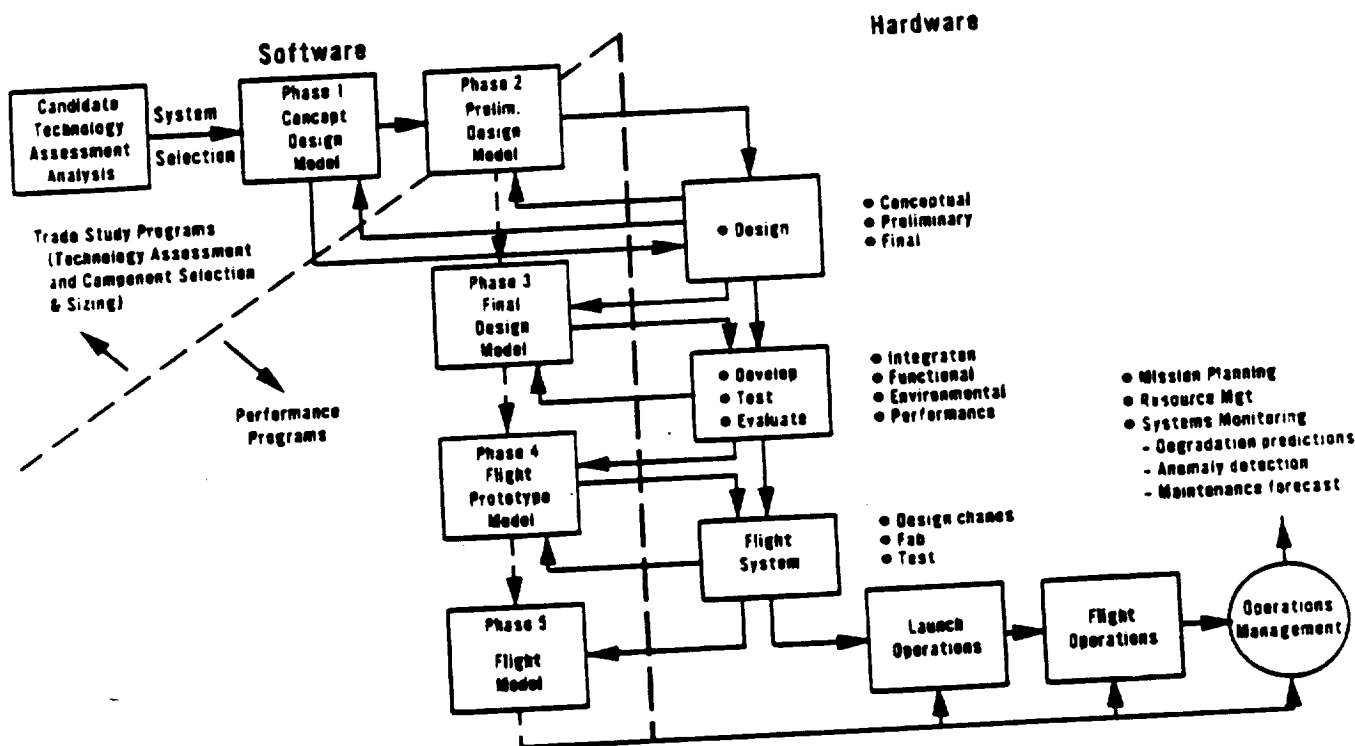 Hardware
Software
Candidate
Technology
Assessment
Analysis
System
Selection
Phase 1
Concept
Design
Model
Phase 2
Prelim.
Design
Model
Trade Study Programs
(Technology Assessment
and Component Selection
& Sizing)
Performance
Programs
● Design
● Conceptual
● Preliminary
● Final
Phase 3
Final
Design
Model
● Develop
● Test
● Evaluate
● Integraton
● Functional
● Environmental
● Performance
● Mission Planning
● Resource Mgt
● Systems Monitoring
- Degradation predictions
- Anomaly detection
- Maintenance forecast
Phase 4
Flight
Prototype
Model
Flight
System
● Design chanes
● Fab
● Test
Phase 5
Flight
Model
Launch
Operations
Flight
Operations
Operations
Management